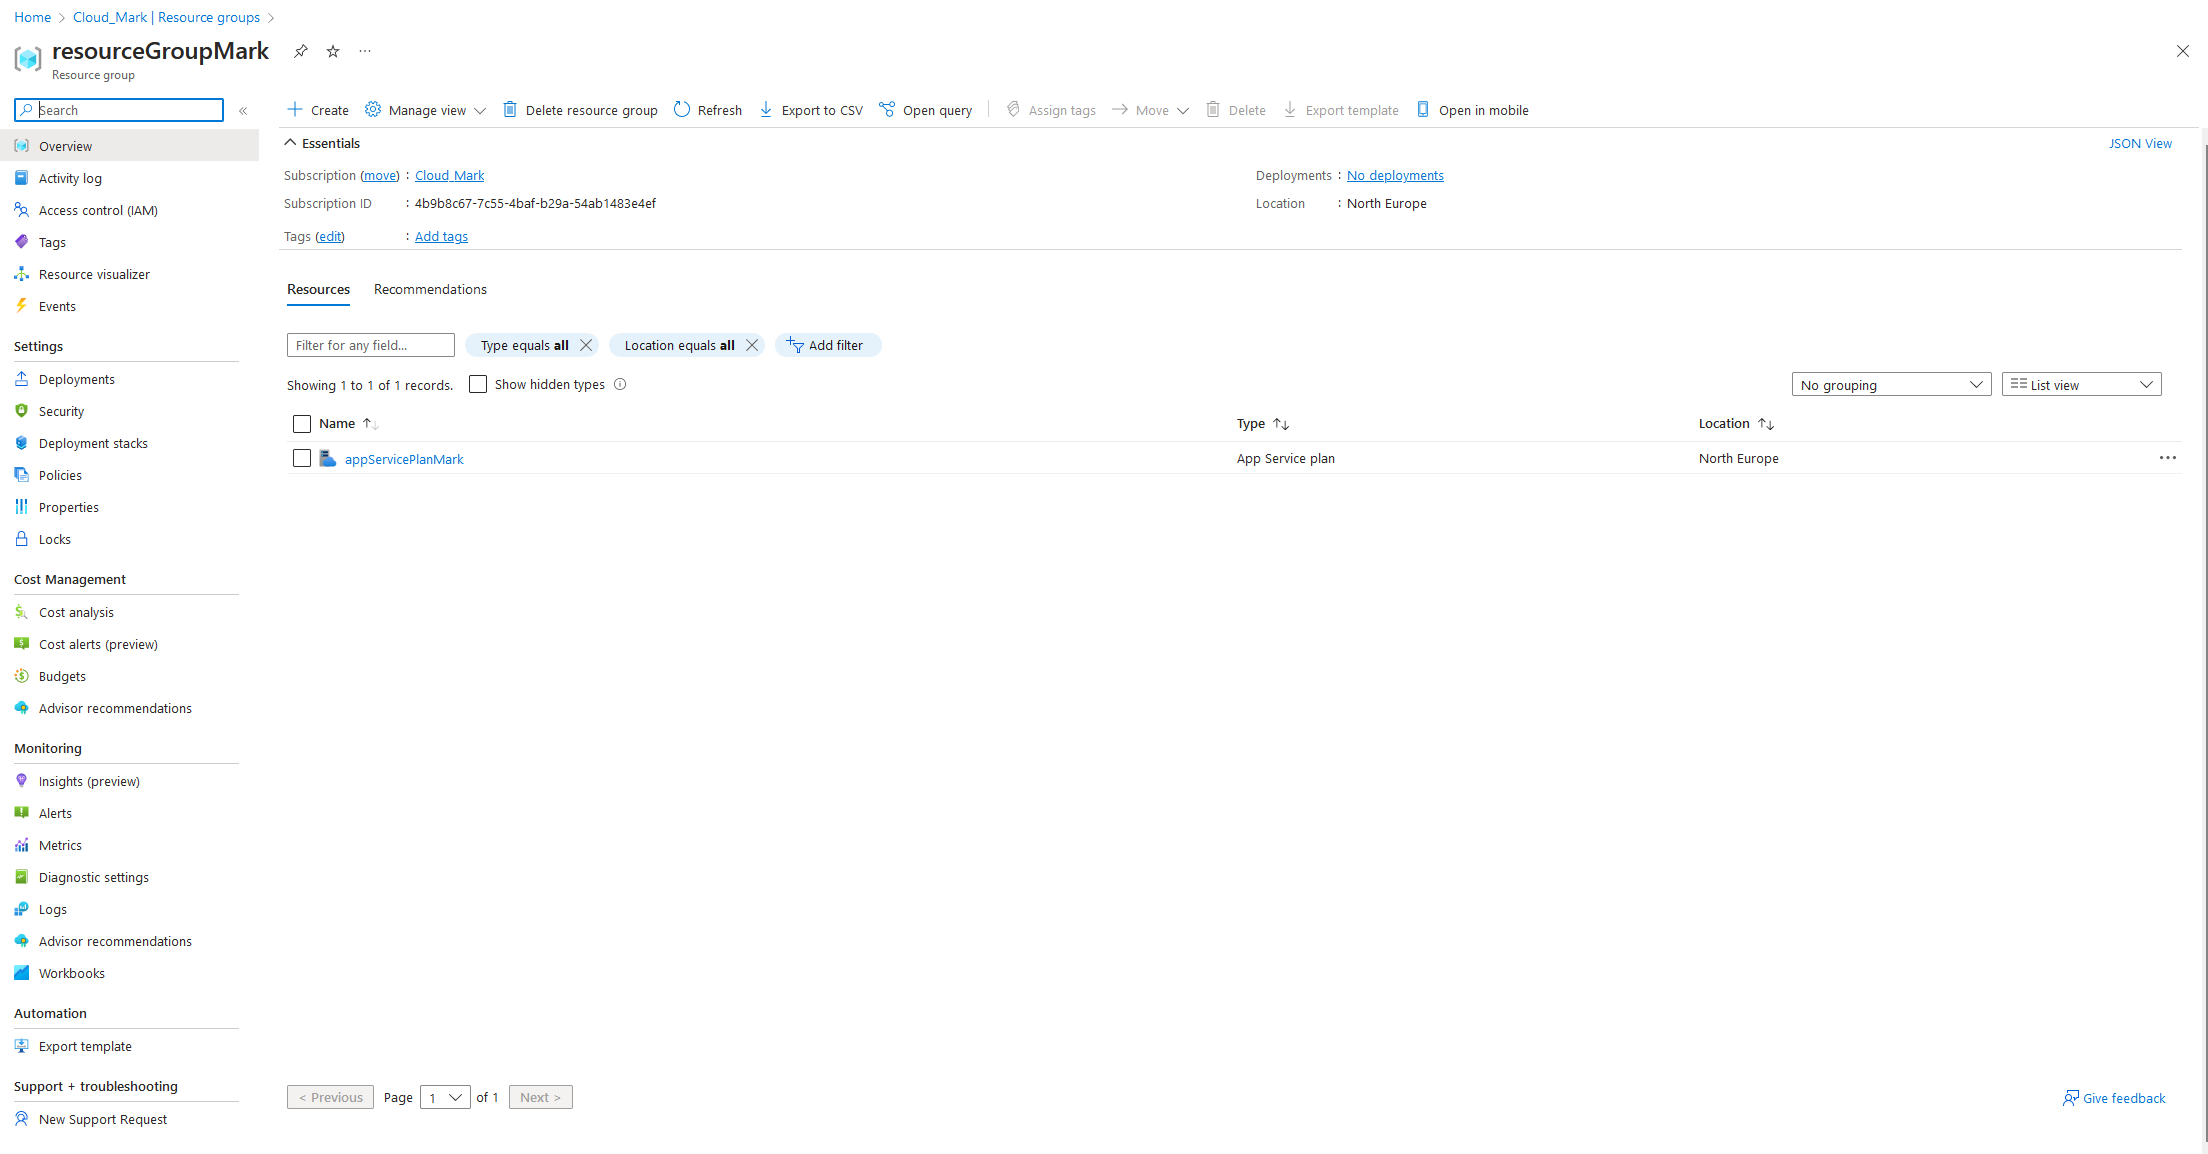 Home > Cloud_Mark | Resource groups >
resourceGroupMark
Resource group
Search
Overview
Activity log
Access control (IAM)
Tags
Resource visualizer
Events
Settings
Deployments
Security
Deployment stacks
Policies
Properties
Locks
Cost Management
Cost analysis
Cost alerts (preview)
Budgets
Advisor recommendations
Monitoring
Insights (preview)
Alerts
Metrics
Diagnostic settings
Logs
Advisor recommendations
Workbooks
Automation
Export template
Support + troubleshooting
New Support Request
Create Manage view Delete resource group Refresh Export to CSV Open query Assign tags Move Delete Export template Open in mobile
Essentials JSON View
Subscription (move) : Cloud_Mark Deployments : No deployments
Subscription ID : 4b9b8c67-7c55-4baf-b29a-54ab1483e4ef Location : North Europe
Tags (edit) : Add tags
Resources Recommendations
Filter for any field... Type equals all Location equals all Add filter
Showing 1 to 1 of 1 records. Show hidden types No grouping List view
Name Type Location
appServicePlanMark App Service plan North Europe
< Previous Page 1 of 1 Next > Give feedback